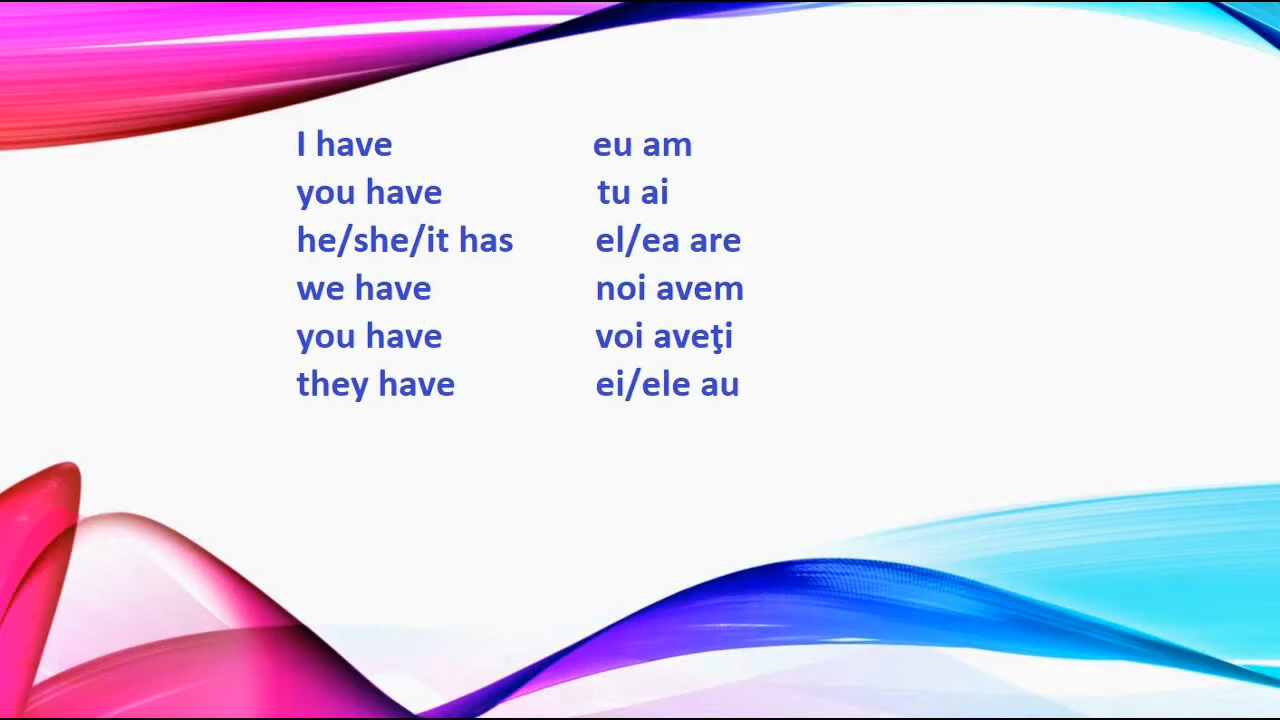 I have eu am
you have tu ai
he/she/it has el/ea are
we have noi avem
you have voi aveţi
they have ei/ele au